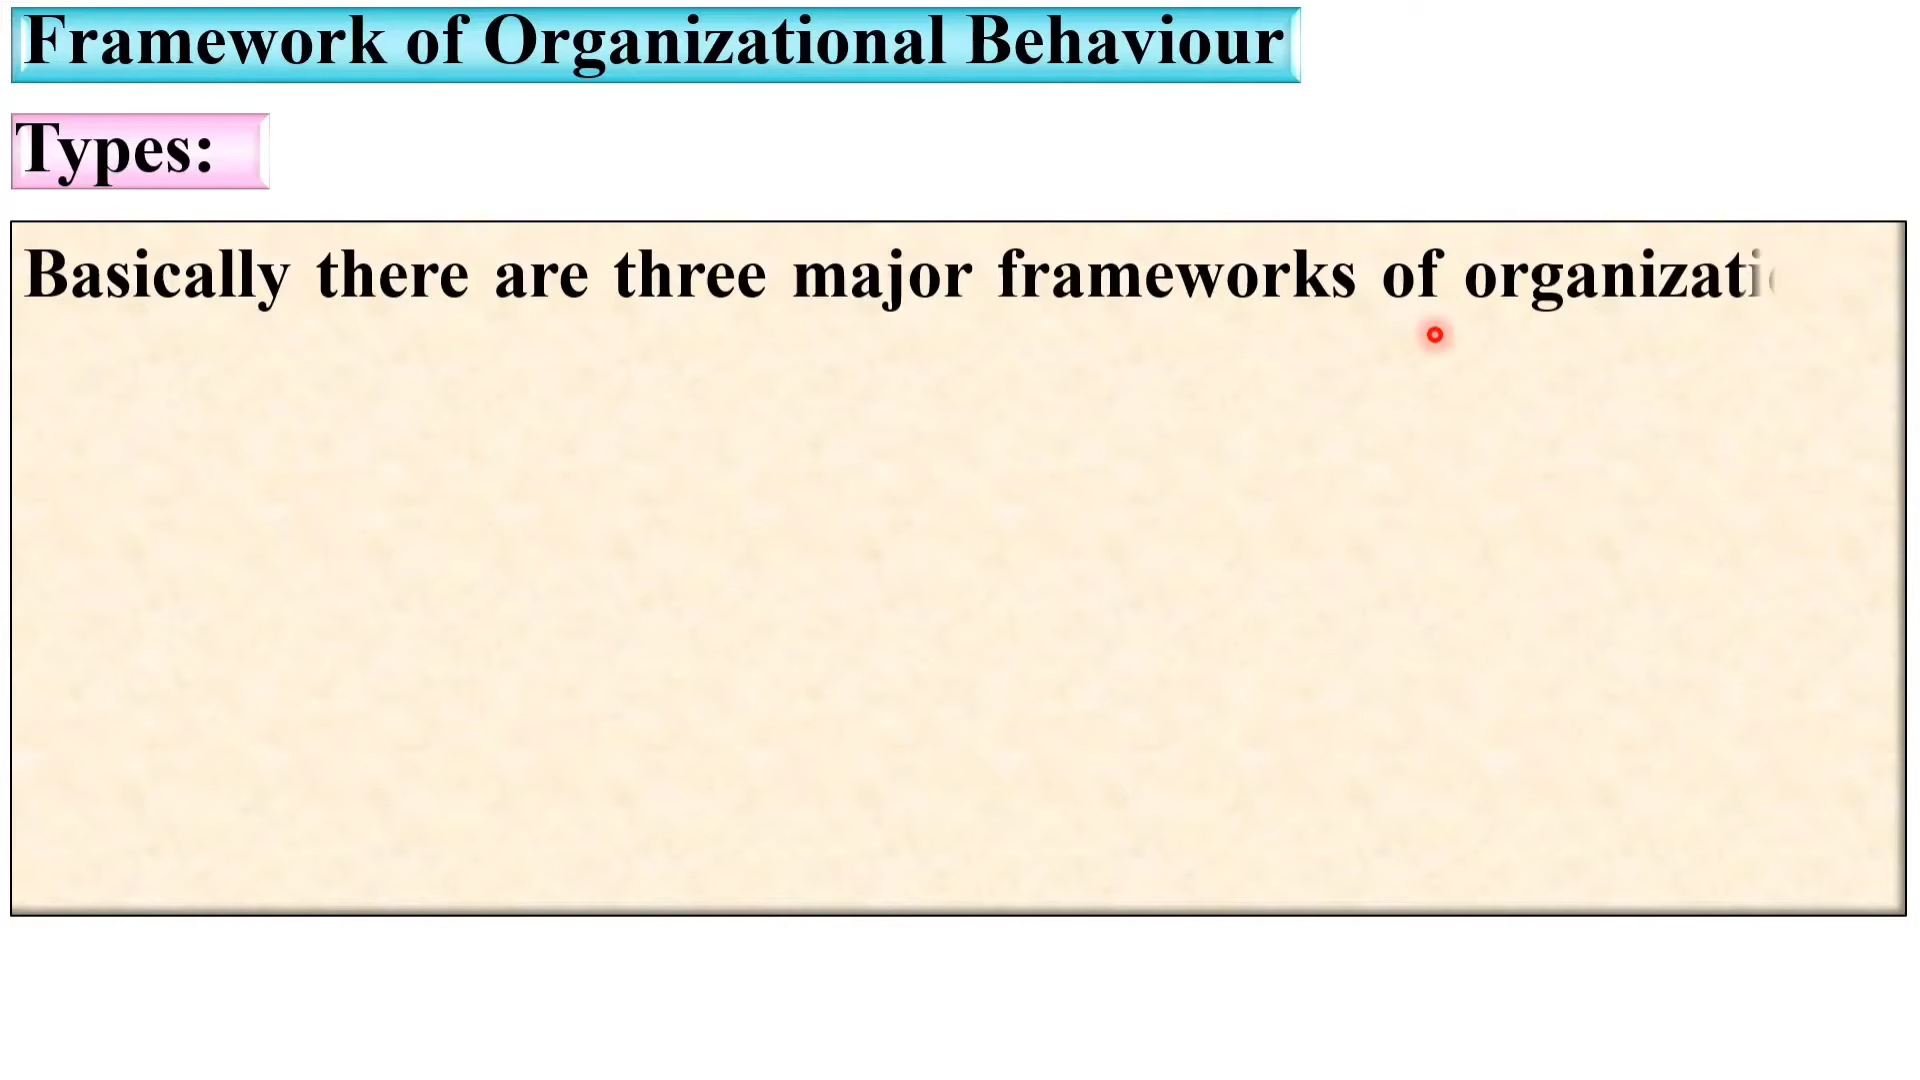 Framework of Organizational Behaviour
Types:
Basically there are three major frameworks of organizati